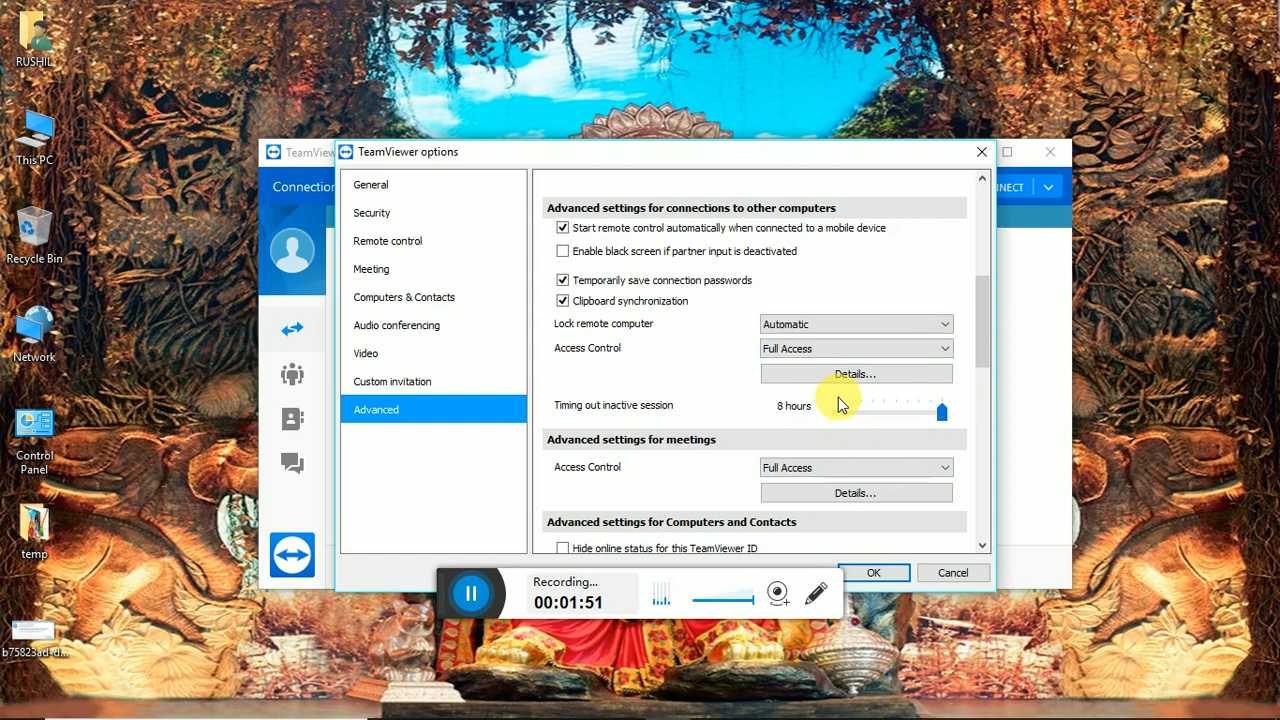 RUSHIL
This PC
Recycle Bin
Network
Control
Panel
temp
b75823ad-d...
TeamView
TeamViewer options
Connection
NECT
General
Security
Remote control
Meeting
Computers & Contacts
Audio conferencing
Video
Custom invitation
Advanced
Advanced settings for connections to other computers
Start remote control automatically when connected to a mobile device
Enable black screen if partner input is deactivated
Temporarily save connection passwords
Clipboard synchronization
Lock remote computer Automatic
Access Control Full Access
Details...
Timing out inactive session 8 hours
Advanced settings for meetings
Access Control Full Access
Details...
Advanced settings for Computers and Contacts
Hide online status for this TeamViewer ID
OK Cancel
Recording...
00:01:51